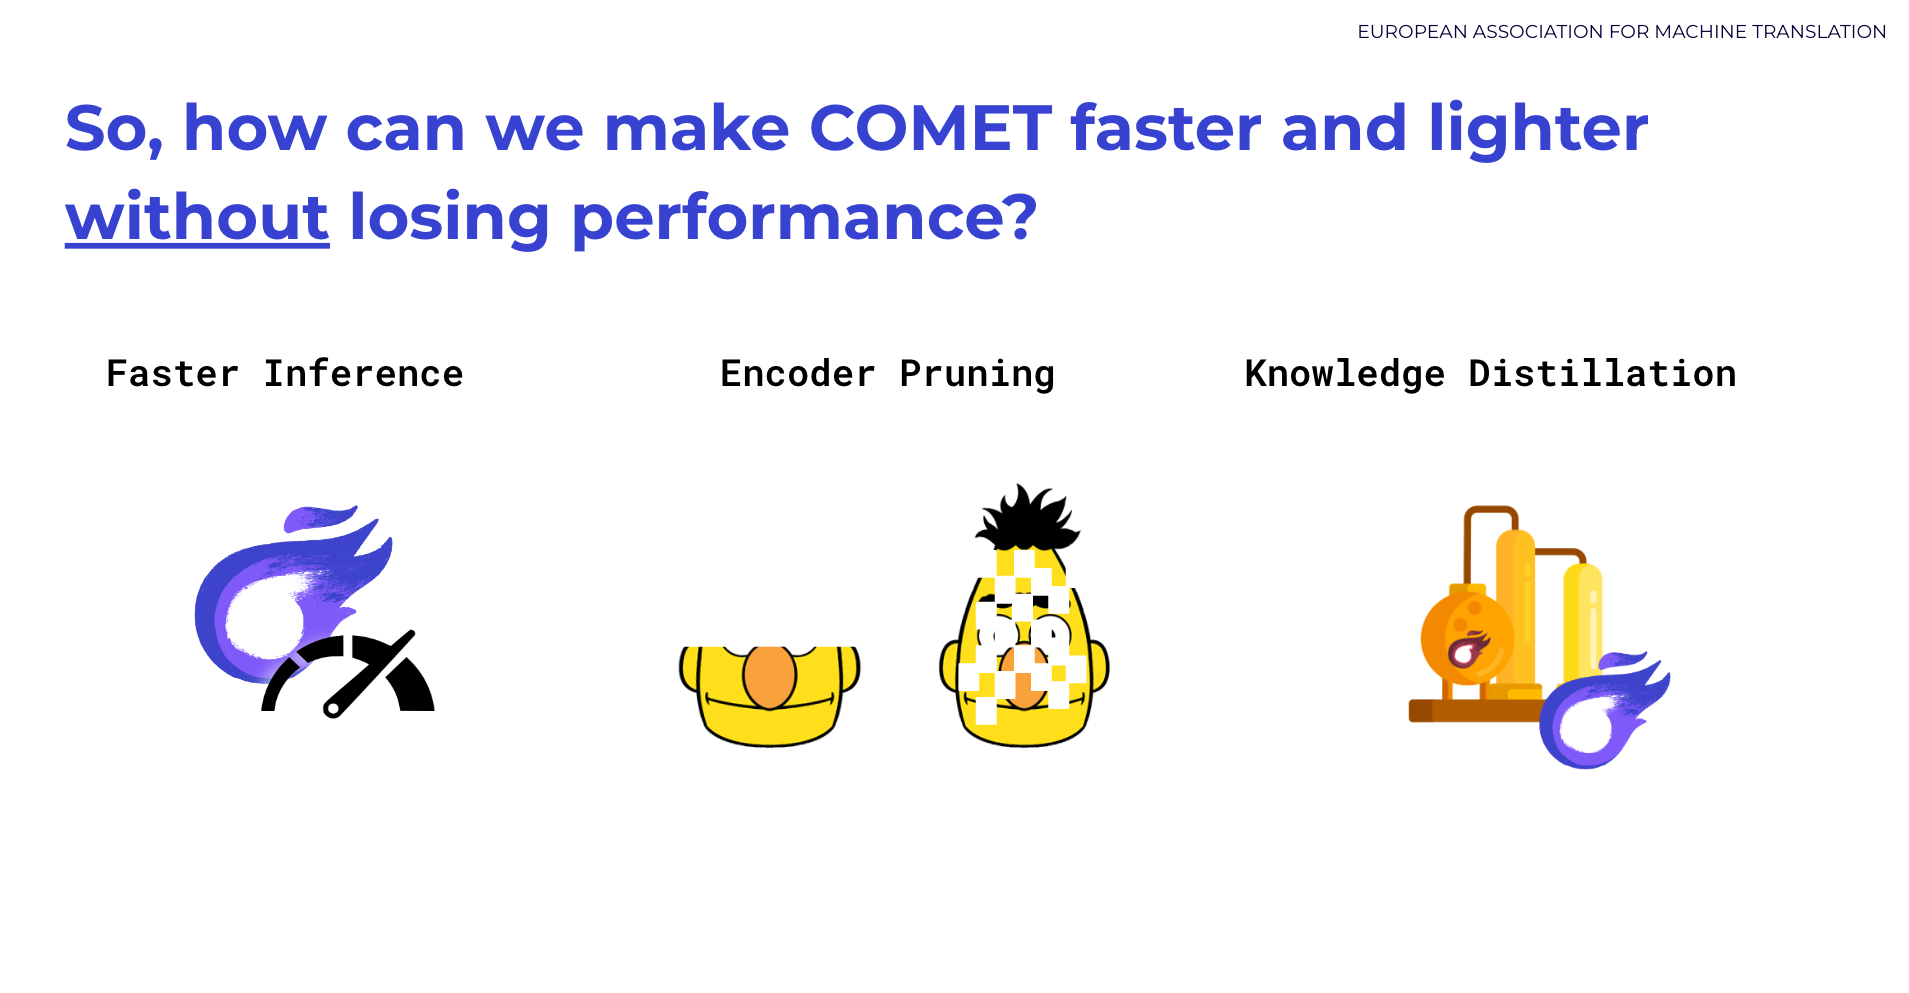 EUROPEAN ASSOCIATION FOR MACHINE TRANSLATION
So, how can we make COMET faster and lighter
without losing performance?
Faster Inference
Encoder Pruning
Knowledge Distillation